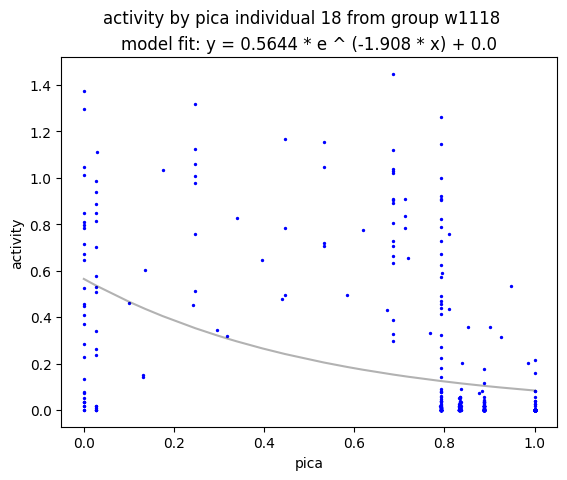 activity by pica individual 18 from group w1118
model fit: y = 0.5644 * e ^ (-1.908 * x) + 0.0
activity
1.4
1.2
1.0
0.8
0.6
0.4
0.2
0.0
0.0 0.2 0.4 0.6 0.8 1.0
pica